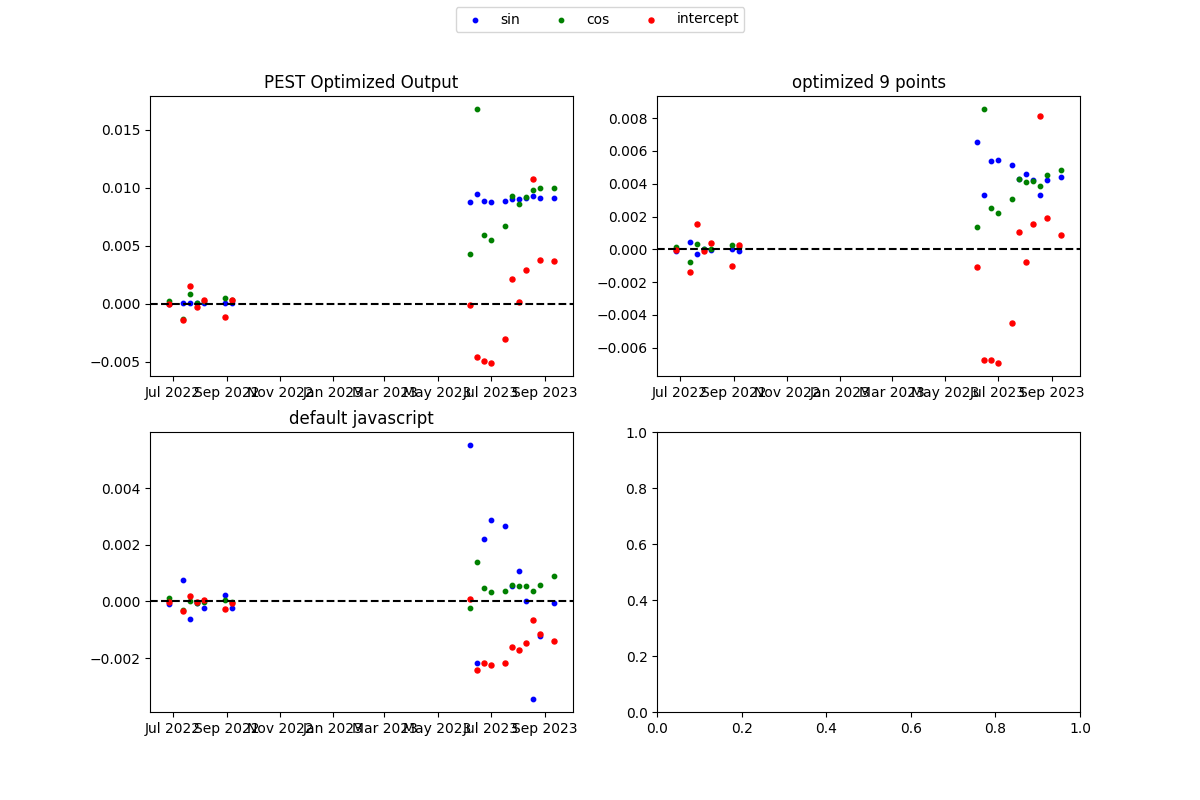 sin cos intercept
PEST Optimized Output
0.015
0.010
0.005
0.000
−0.005
Jul 2022 Sep 2022 Nov 2022 Jan 2023 Mar 2023 May 2023 Jul 2023 Sep 2023
optimized 9 points
0.008
0.006
0.004
0.002
0.000
−0.002
−0.004
−0.006
Jul 2022 Sep 2022 Nov 2022 Jan 2023 Mar 2023 May 2023 Jul 2023 Sep 2023
default javascript
0.004
0.002
0.000
−0.002
Jul 2022 Sep 2022 Nov 2022 Jan 2023 Mar 2023 May 2023 Jul 2023 Sep 2023
1.0
0.8
0.6
0.4
0.2
0.0
0.0 0.2 0.4 0.6 0.8 1.0